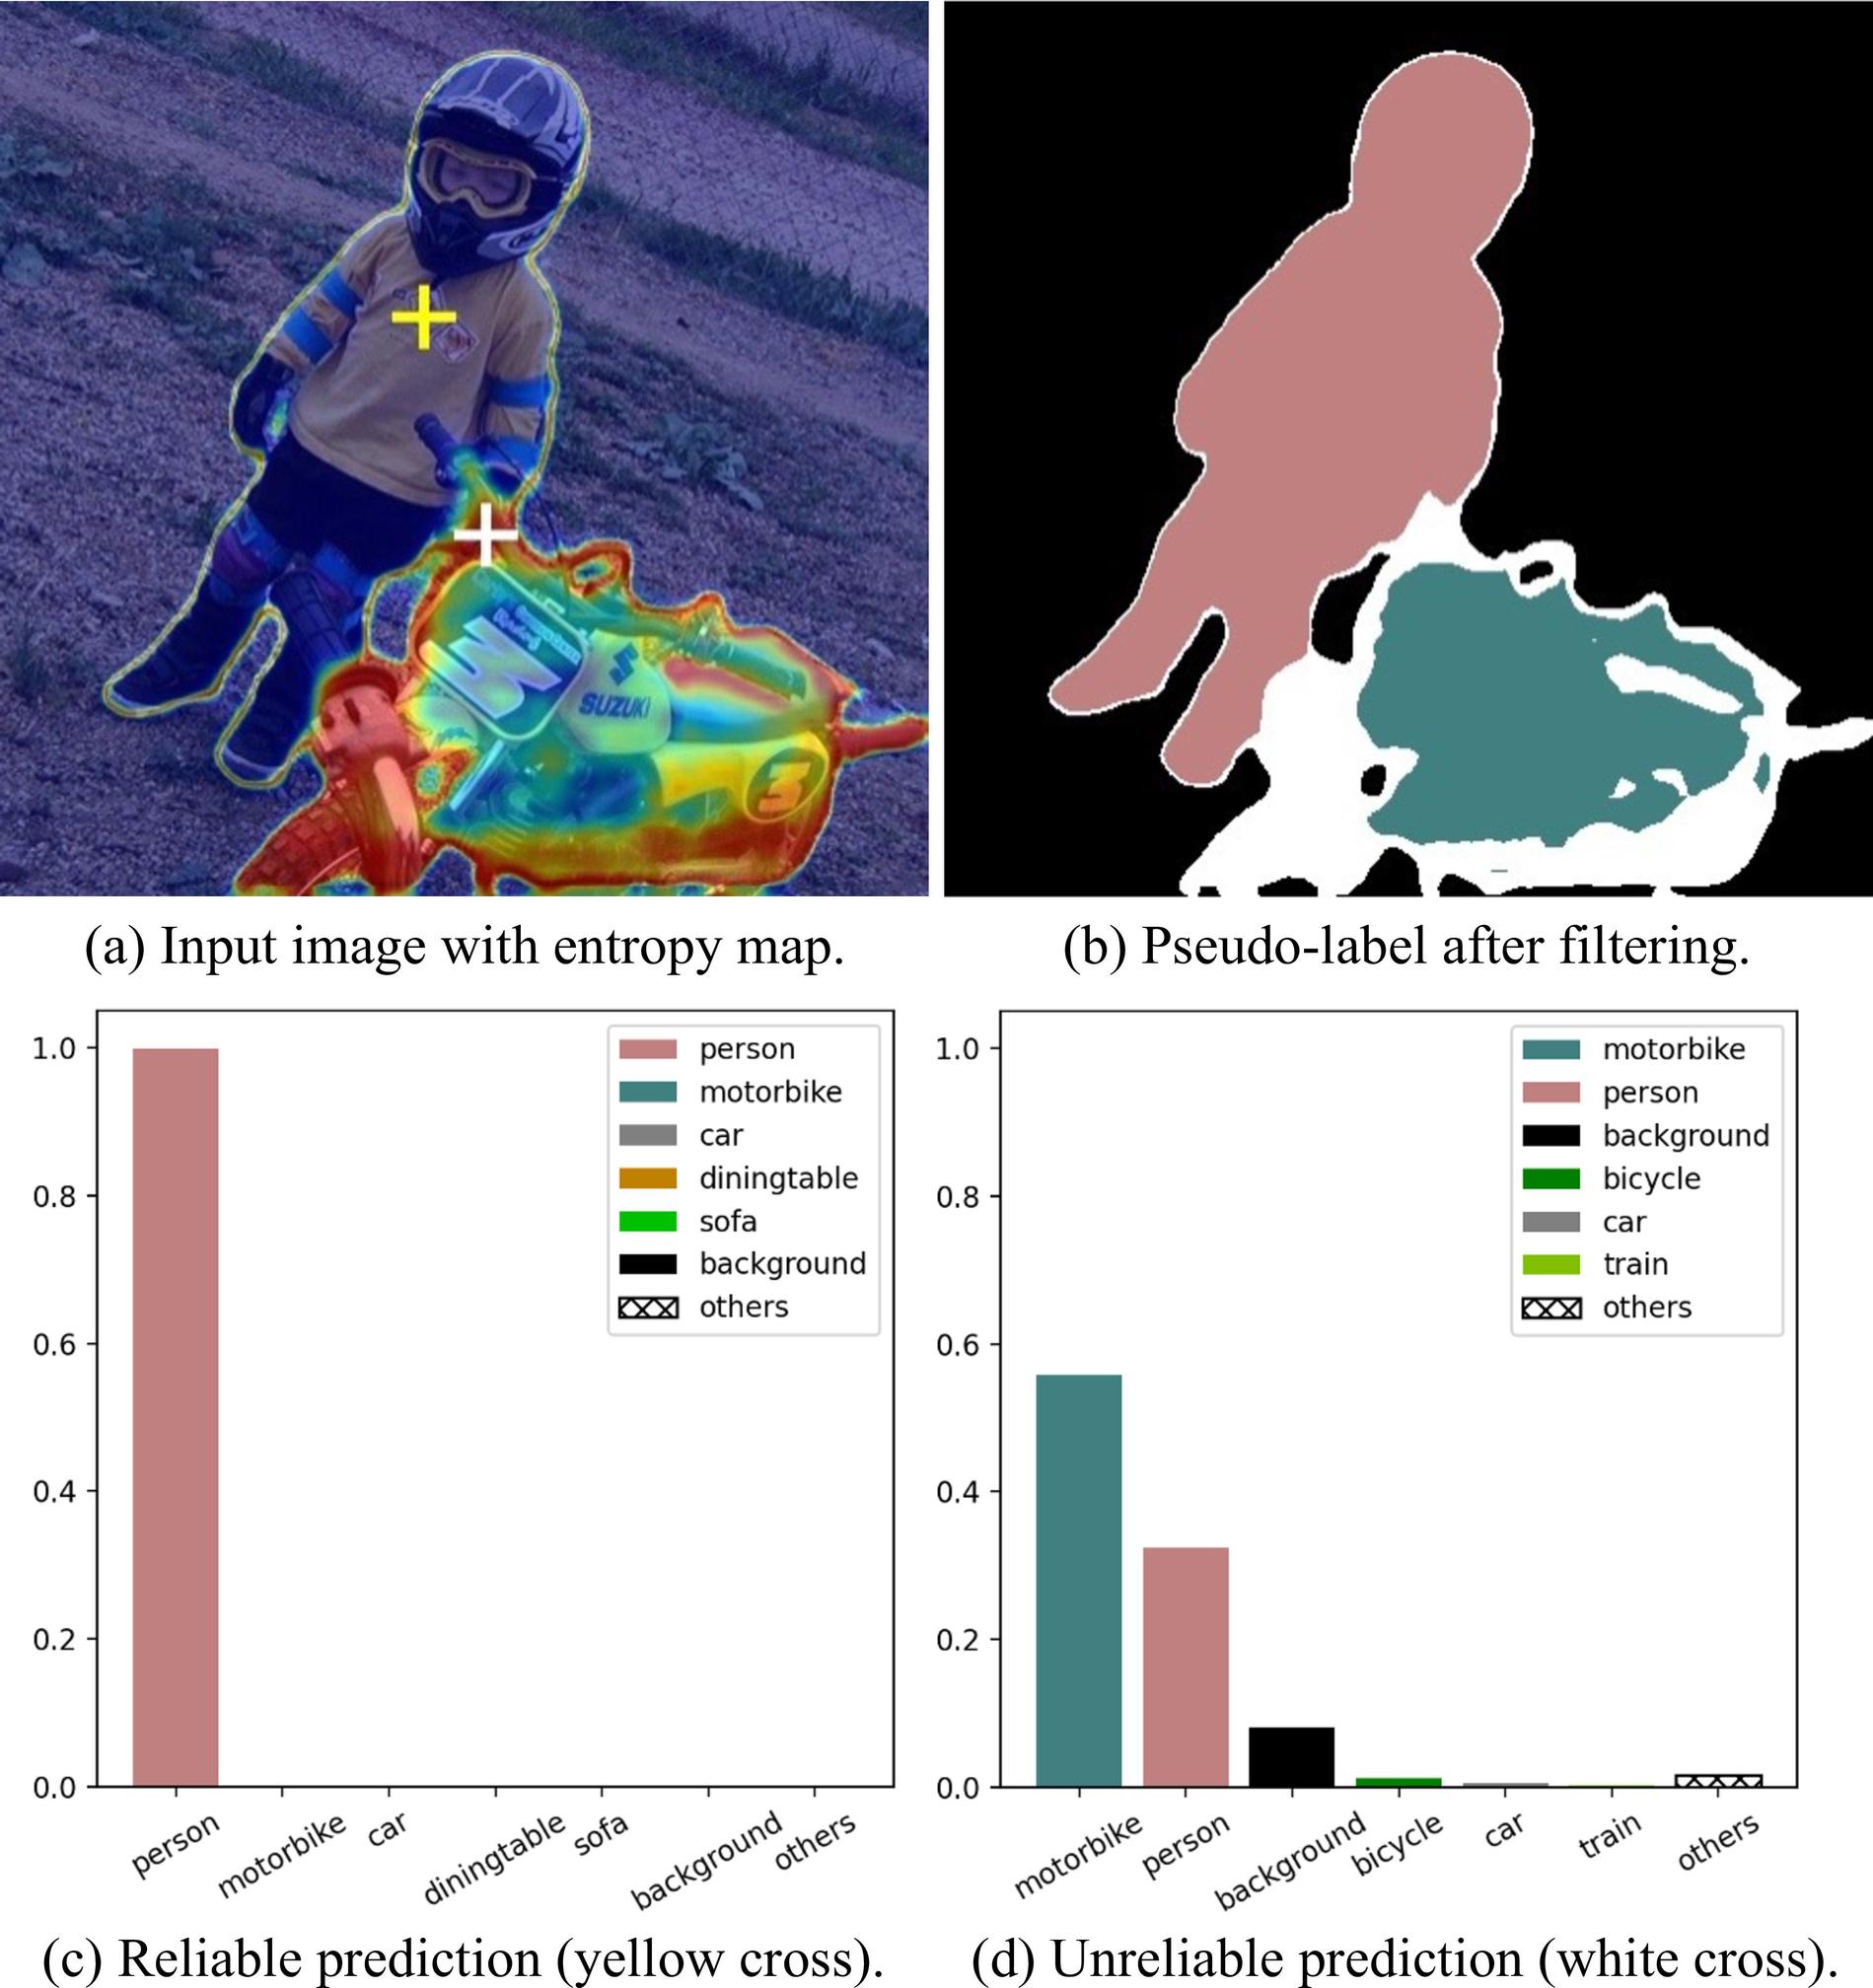 SUZUKI
3
(a) Input image with entropy map.
(b) Pseudo-label after filtering.
1.0
0.8
0.6
0.4
0.2
0.0
person
motorbike
car
diningtable
sofa
background
others
person
motorbike
car
diningtable
sofa
background
others
(c) Reliable prediction (yellow cross).
1.0
0.8
0.6
0.4
0.2
0.0
motorbike
person
background
bicycle
car
train
others
motorbike
person
background
bicycle
car
train
others
(d) Unreliable prediction (white cross).